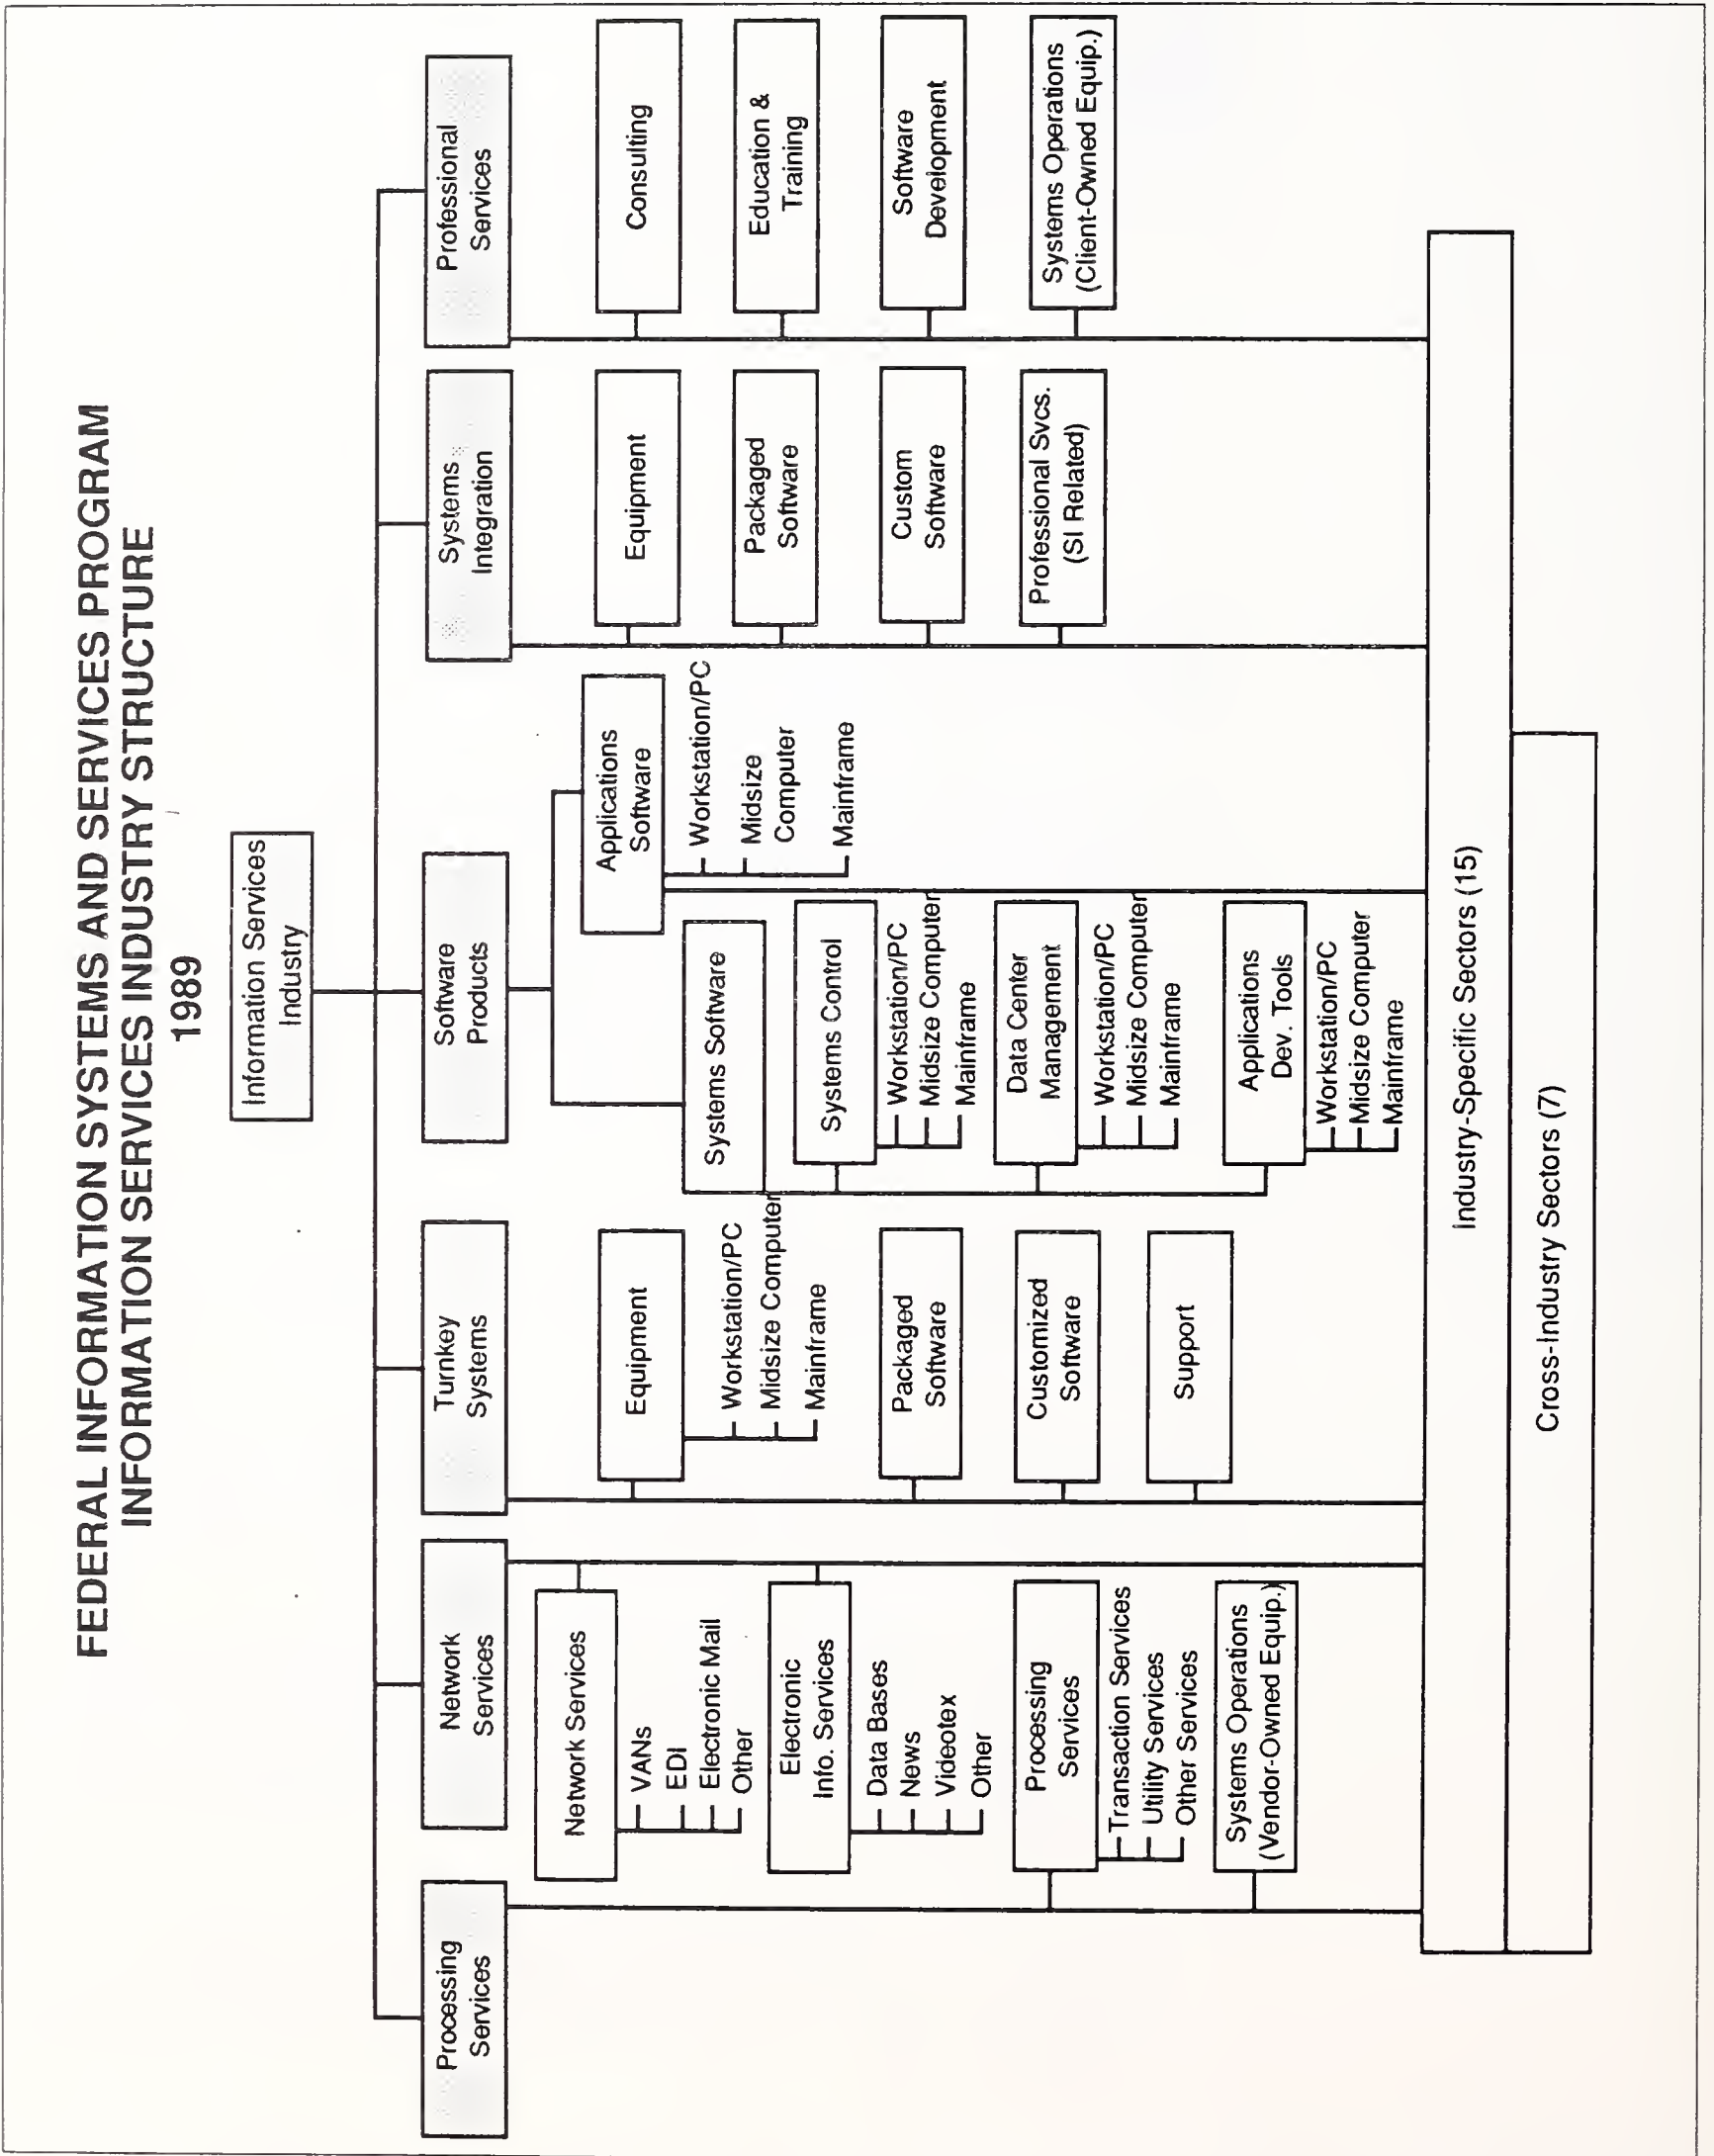 FEDERAL INFORMATION SYSTEMS AND SERVICES PROGRAM
INFORMATION SERVICES INDUSTRY STRUCTURE
1989
Information Services
Industry
Processing
Services
Network
Services
Turnkey
Systems
Software
Products
Systems
Integration
Professional
Services
Network Services
VANs
EDI
Electronic Mail
Other
Electronic
Info. Services
Data Bases
News
Videotex
Other
Processing
Services
Transaction Services
Utility Services
Other Services
Systems Operations
(Vendor-Owned Equip.)
Equipment
Workstation/PC
Midsize Computer
Mainframe
Packaged
Software
Customized
Software
Support
Systems Software
Systems Control
Workstation/PC
Midsize Computer
Mainframe
Data Center
Management
Workstation/PC
Midsize Computer
Mainframe
Applications
Dev. Tools
Workstation/PC
Midsize Computer
Mainframe
Applications
Software
Workstation/PC
Midsize
Computer
Mainframe
Equipment
Packaged
Software
Custom
Software
Professional Svcs.
(SI Related)
Consulting
Education &
Training
Software
Development
Systems Operations
(Client-Owned Equip.)
Industry-Specific Sectors (15)
Cross-Industry Sectors (7)